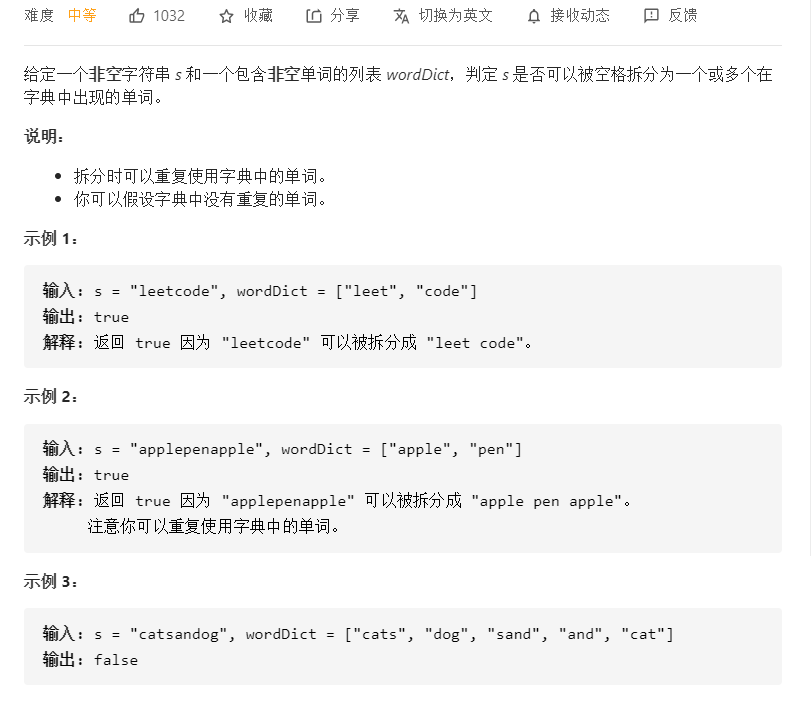 难度 中等 1032 收藏 分享 切换为英文 接收动态 反馈
给定一个非空字符串 s 和一个包含非空单词的列表 wordDict，判定 s 是否可以被空格拆分为一个或多个在
字典中出现的单词。
说明：
• 拆分时可以重复使用字典中的单词。
• 你可以假设字典中没有重复的单词。
示例 1：
输入: s = "leetcode", wordDict = ["leet", "code"]
输出: true
解释: 返回 true 因为 "leetcode" 可以被拆分成 "leet code"。
示例 2：
输入: s = "applepenapple", wordDict = ["apple", "pen"]
输出: true
解释: 返回 true 因为 "applepenapple" 可以被拆分成 "apple pen apple"。
注意你可以重复使用字典中的单词。
示例 3：
输入: s = "catsandog", wordDict = ["cats", "dog", "sand", "and", "cat"]
输出: false